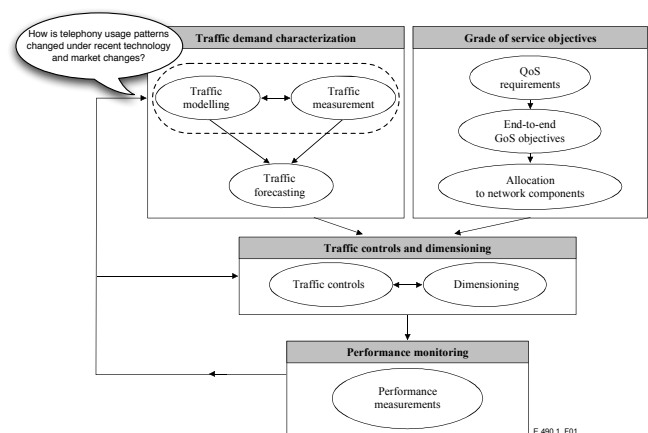 How is telephony usage patterns
changed under recent technology
and market changes?
Traffic demand characterization
Traffic
modelling
Traffic
measurement
Traffic
forecasting
Grade of service objectives
QoS
requirements
End-to-end
GoS objectives
Allocation
to network components
Traffic controls and dimensioning
Traffic controls
Dimensioning
Performance monitoring
Performance
measurements
E.490.1_F01